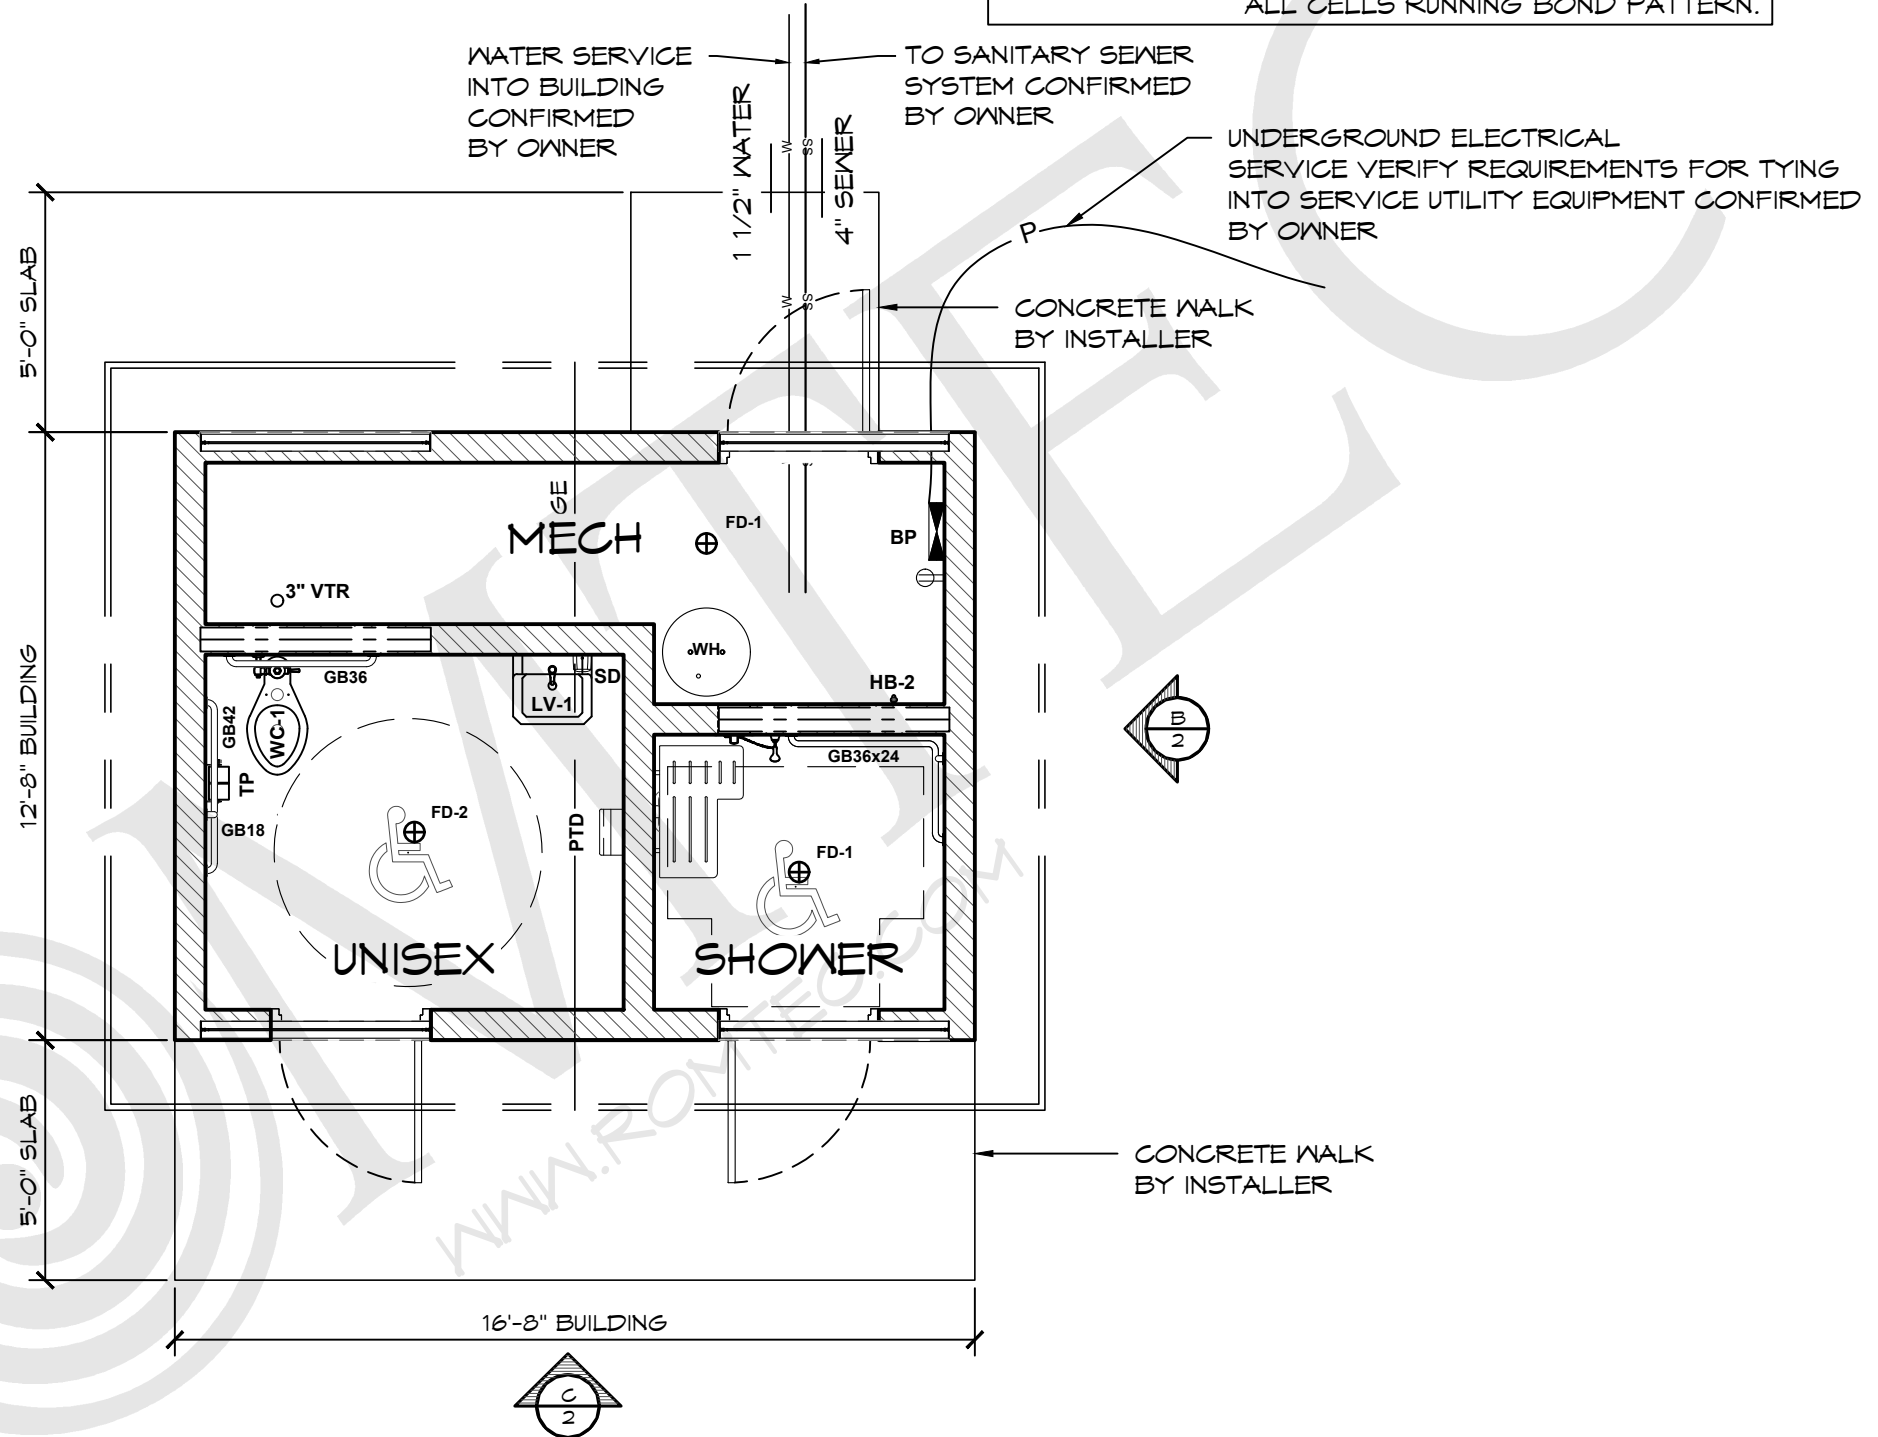 ALL CELLS RUNNING BOND PATTERN.
WATER SERVICE
INTO BUILDING
CONFIRMED
BY OWNER
TO SANITARY SEWER
SYSTEM CONFIRMED
BY OWNER
1 1/2" WATER
4" SEWER
W
SS
W
SS
UNDERGROUND ELECTRICAL
SERVICE VERIFY REQUIREMENTS FOR TYING
INTO SERVICE UTILITY EQUIPMENT CONFIRMED
BY OWNER
P
CONCRETE WALK
BY INSTALLER
5'-0" SLAB
12'-8" BUILDING
5'-0" SLAB
GE
MECH
FD-1
BP
3" VTR
WH
HB-2
GB36
SD
LV-1
GB42
WC-1
TP
GB18
FD-2
PTD
UNISEX
GB36x24
FD-1
SHOWER
B
2
CONCRETE WALK
BY INSTALLER
16'-8" BUILDING
C
2
OMTEC
WWW.ROMTEC.COM